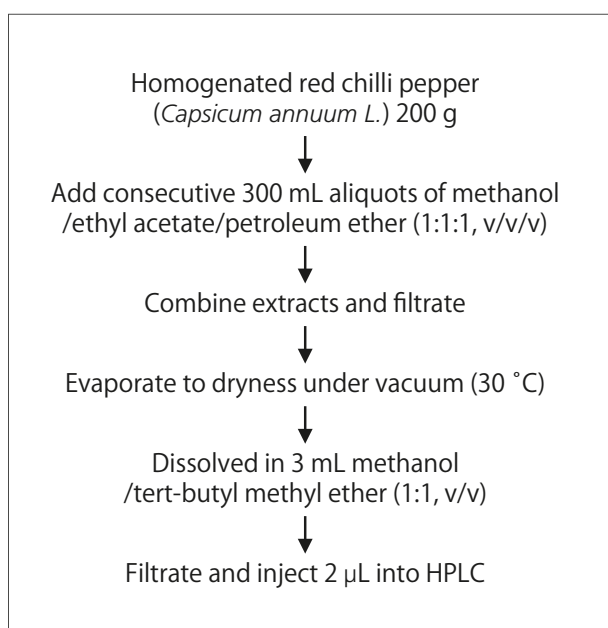 Homogenated red chilli pepper
(Capsicum annuum L.) 200 g
Add consecutive 300 mL aliquots of methanol
/ethyl acetate/petroleum ether (1:1:1, v/v/v)
Combine extracts and filtrate
Evaporate to dryness under vacuum (30 ˚C)
Dissolved in 3 mL methanol
/tert-butyl methyl ether (1:1, v/v)
Filtrate and inject 2 µL into HPLC